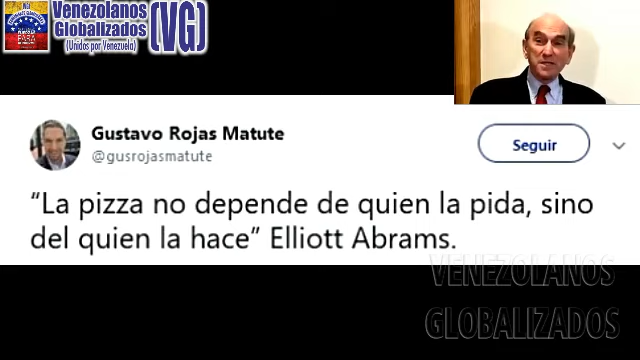 Venezolanos
Globalizados
(Unidos por Venezuela)
(VG)
Gustavo Rojas Matute
@gusrojasmatute
Seguir
“La pizza no depende de quien la pida, sino
del quien la hace” Elliott Abrams.
VENEZOLANOS
GLOBALIZADOS